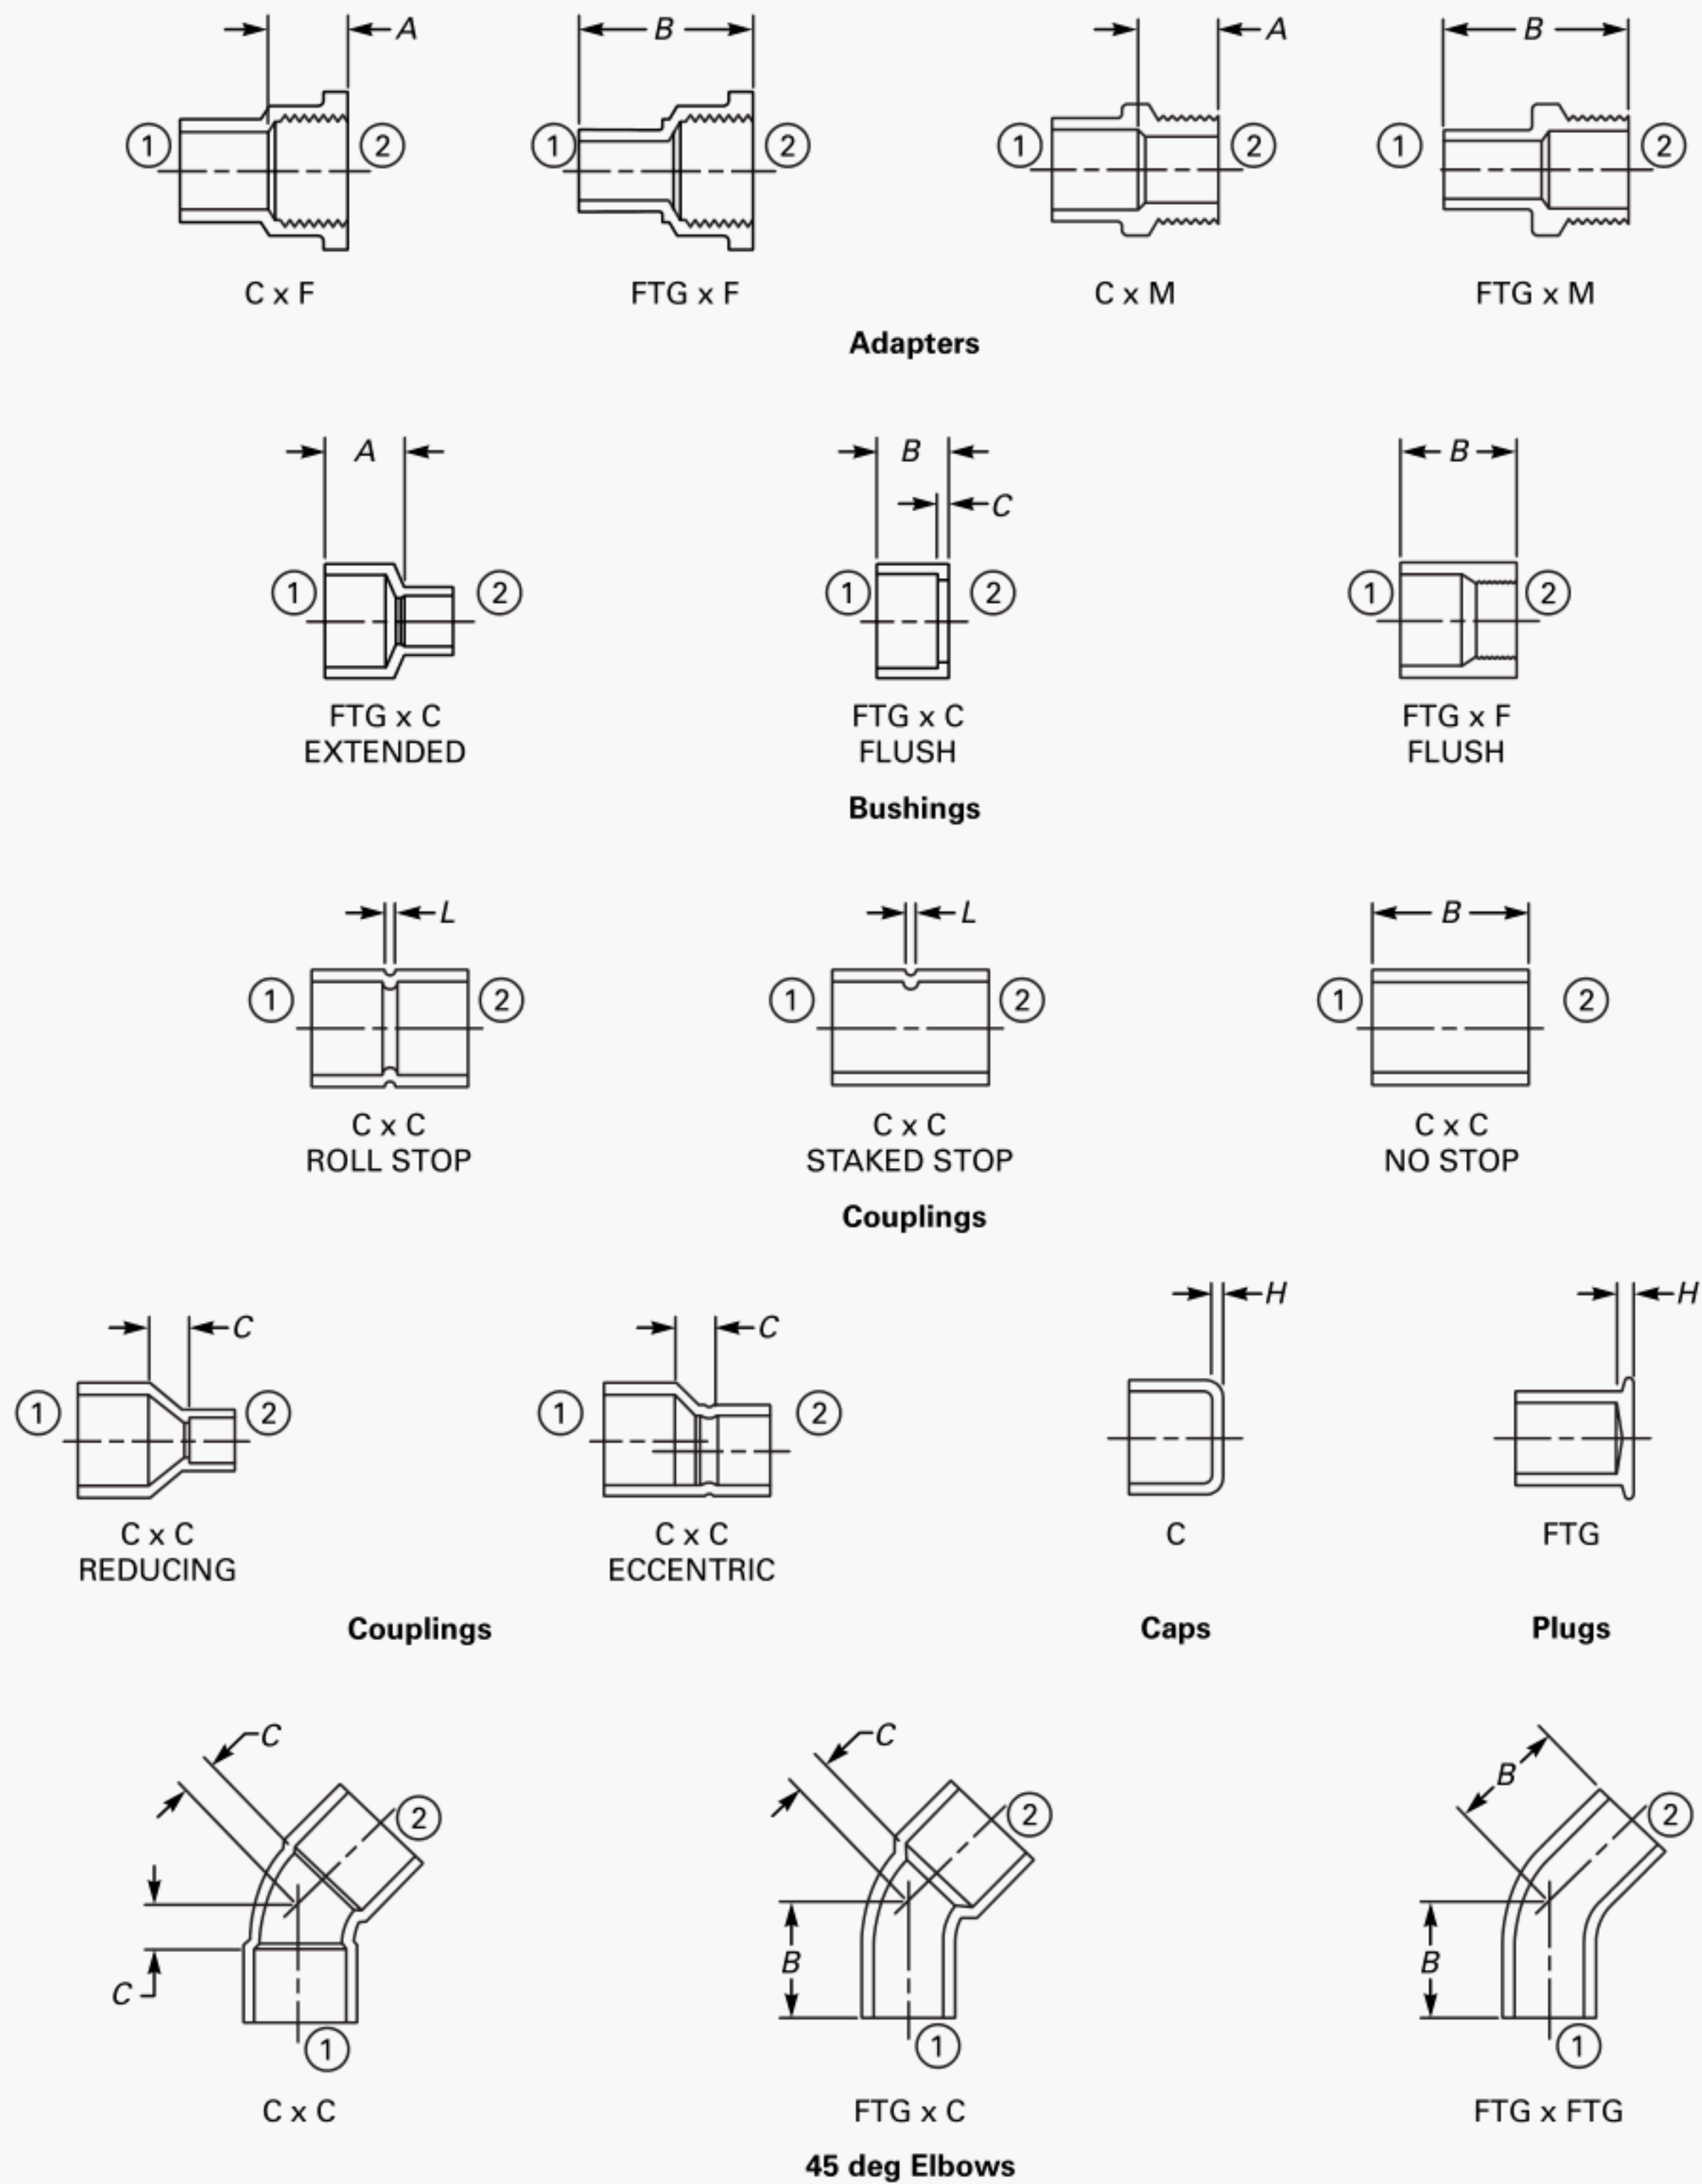 A B A B
1 2 1 2 1 2 1 2
C x F FTG x F C x M FTG x M
Adapters
A B B
C
1 2 1 2 1 2
FTG x C FTG x C FTG x F
EXTENDED FLUSH FLUSH
Bushings
L L B
1 2 1 2 1 2
C x C C x C C x C
ROLL STOP STAKED STOP NO STOP
Couplings
H H
C C
1 2 1 2
C x C C x C C FTG
REDUCING ECCENTRIC
Couplings Caps Plugs
C C B
2 2 2
B B
C
1 1 1
C x C FTG x C FTG x FTG
45 deg Elbows